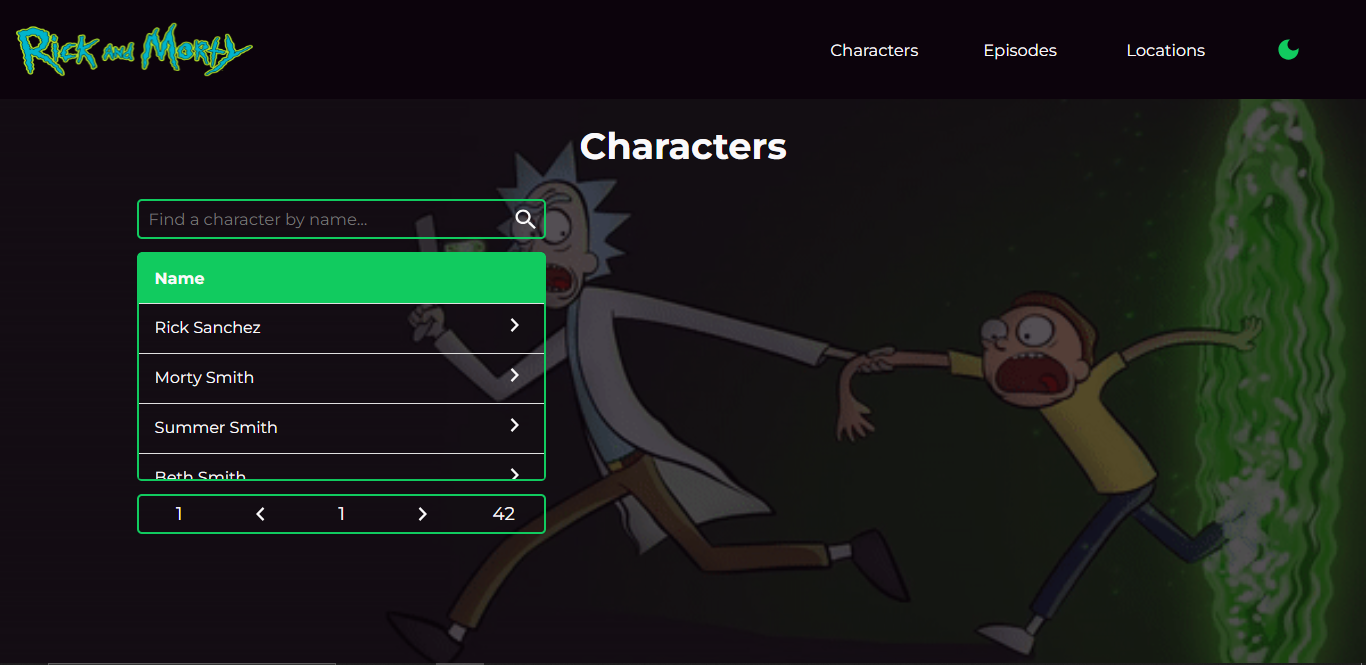 Rick and Morty
Characters Episodes Locations
Characters
Find a character by name...
Name
Rick Sanchez
Morty Smith
Summer Smith
Beth Smith
1 1 42